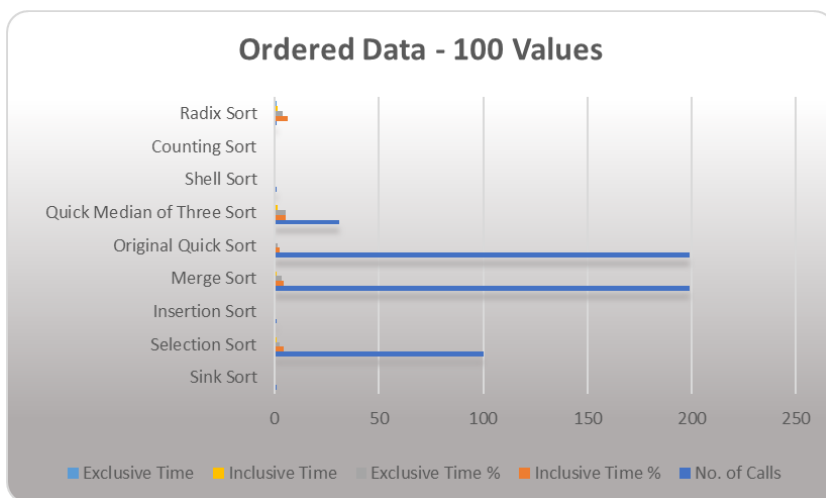 Ordered Data - 100 Values
Radix Sort
Counting Sort
Shell Sort
Quick Median of Three Sort
Original Quick Sort
Merge Sort
Insertion Sort
Selection Sort
Sink Sort
0 50 100 150 200 250
Exclusive Time Inclusive Time Exclusive Time % Inclusive Time % No. of Calls